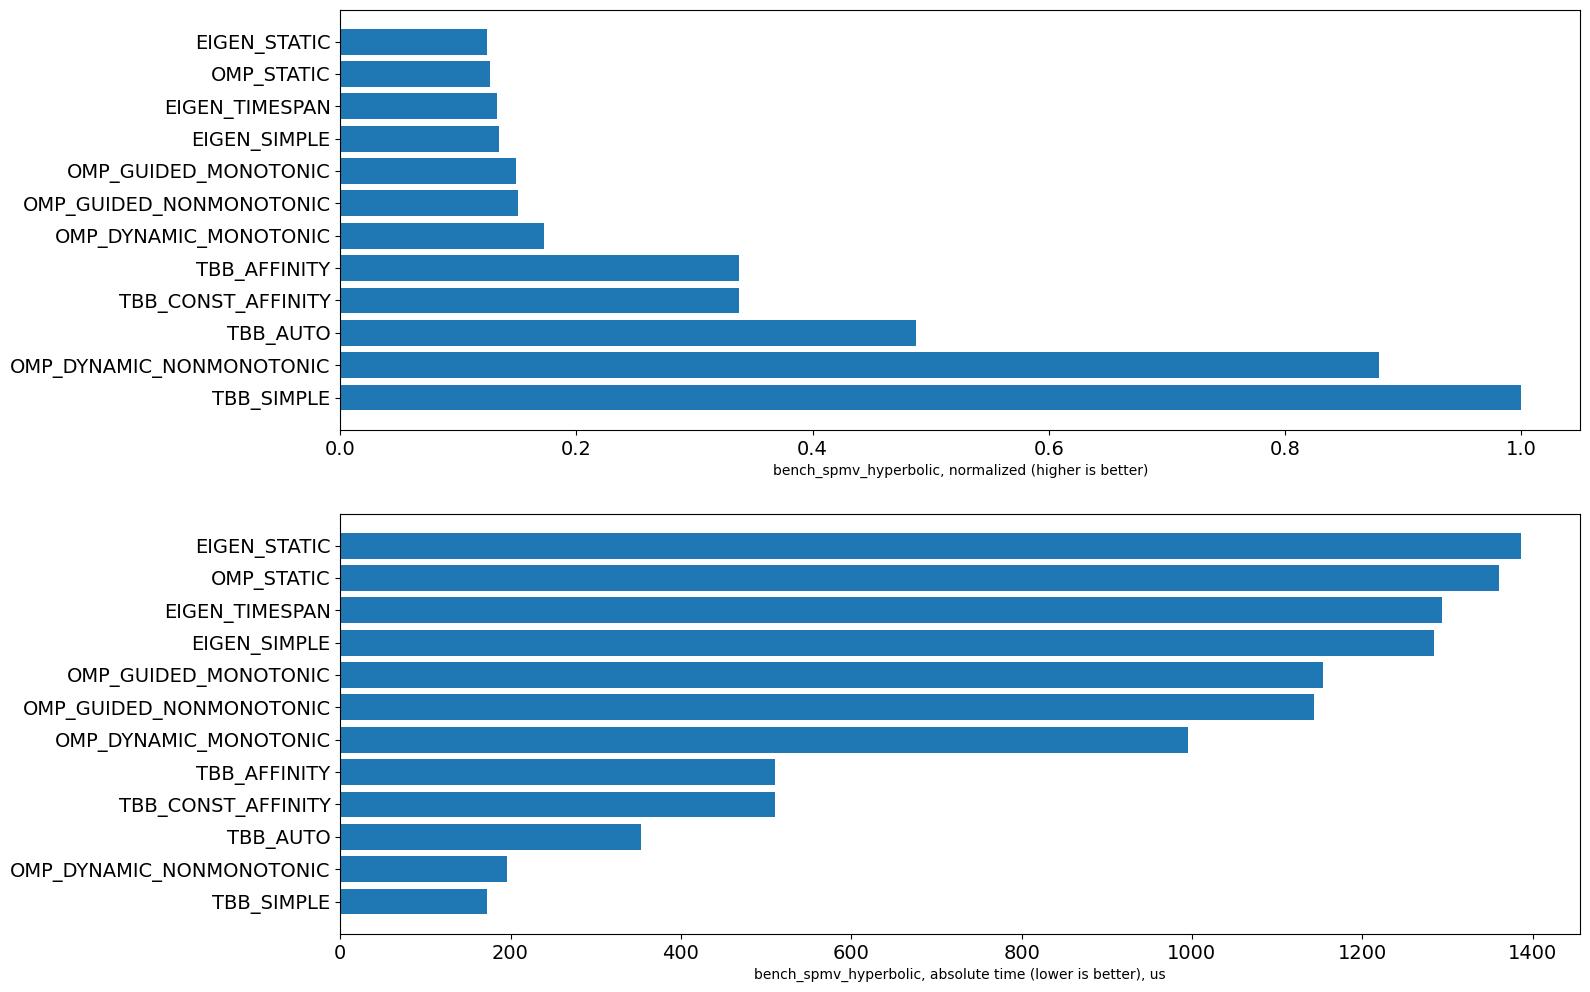 EIGEN_STATIC
OMP_STATIC
EIGEN_TIMESPAN
EIGEN_SIMPLE
OMP_GUIDED_MONOTONIC
OMP_GUIDED_NONMONOTONIC
OMP_DYNAMIC_MONOTONIC
TBB_AFFINITY
TBB_CONST_AFFINITY
TBB_AUTO
OMP_DYNAMIC_NONMONOTONIC
TBB_SIMPLE
0.0 0.2 0.4 0.6 0.8 1.0
bench_spmv_hyperbolic, normalized (higher is better)
EIGEN_STATIC
OMP_STATIC
EIGEN_TIMESPAN
EIGEN_SIMPLE
OMP_GUIDED_MONOTONIC
OMP_GUIDED_NONMONOTONIC
OMP_DYNAMIC_MONOTONIC
TBB_AFFINITY
TBB_CONST_AFFINITY
TBB_AUTO
OMP_DYNAMIC_NONMONOTONIC
TBB_SIMPLE
0 200 400 600 800 1000 1200 1400
bench_spmv_hyperbolic, absolute time (lower is better), us